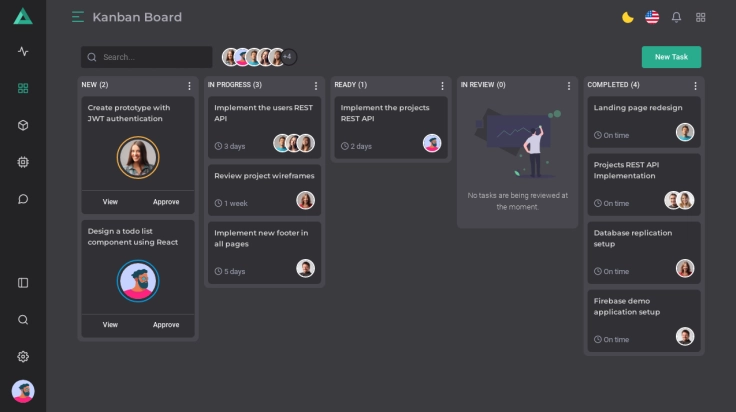 Kanban Board
Search...
+4
New Task
NEW (2)
Create prototype with
JWT authentication
View
Approve
Design a todo list
component using React
View
Approve
IN PROGRESS (3)
Implement the users REST
API
3 days
Review project wireframes
1 week
Implement new footer in
all pages
5 days
READY (1)
Implement the projects
REST API
2 days
IN REVIEW (0)
No tasks are being reviewed at
the moment.
COMPLETED (4)
Landing page redesign
On time
Projects REST API
Implementation
On time
Database replication
setup
On time
Firebase demo
application setup
On time